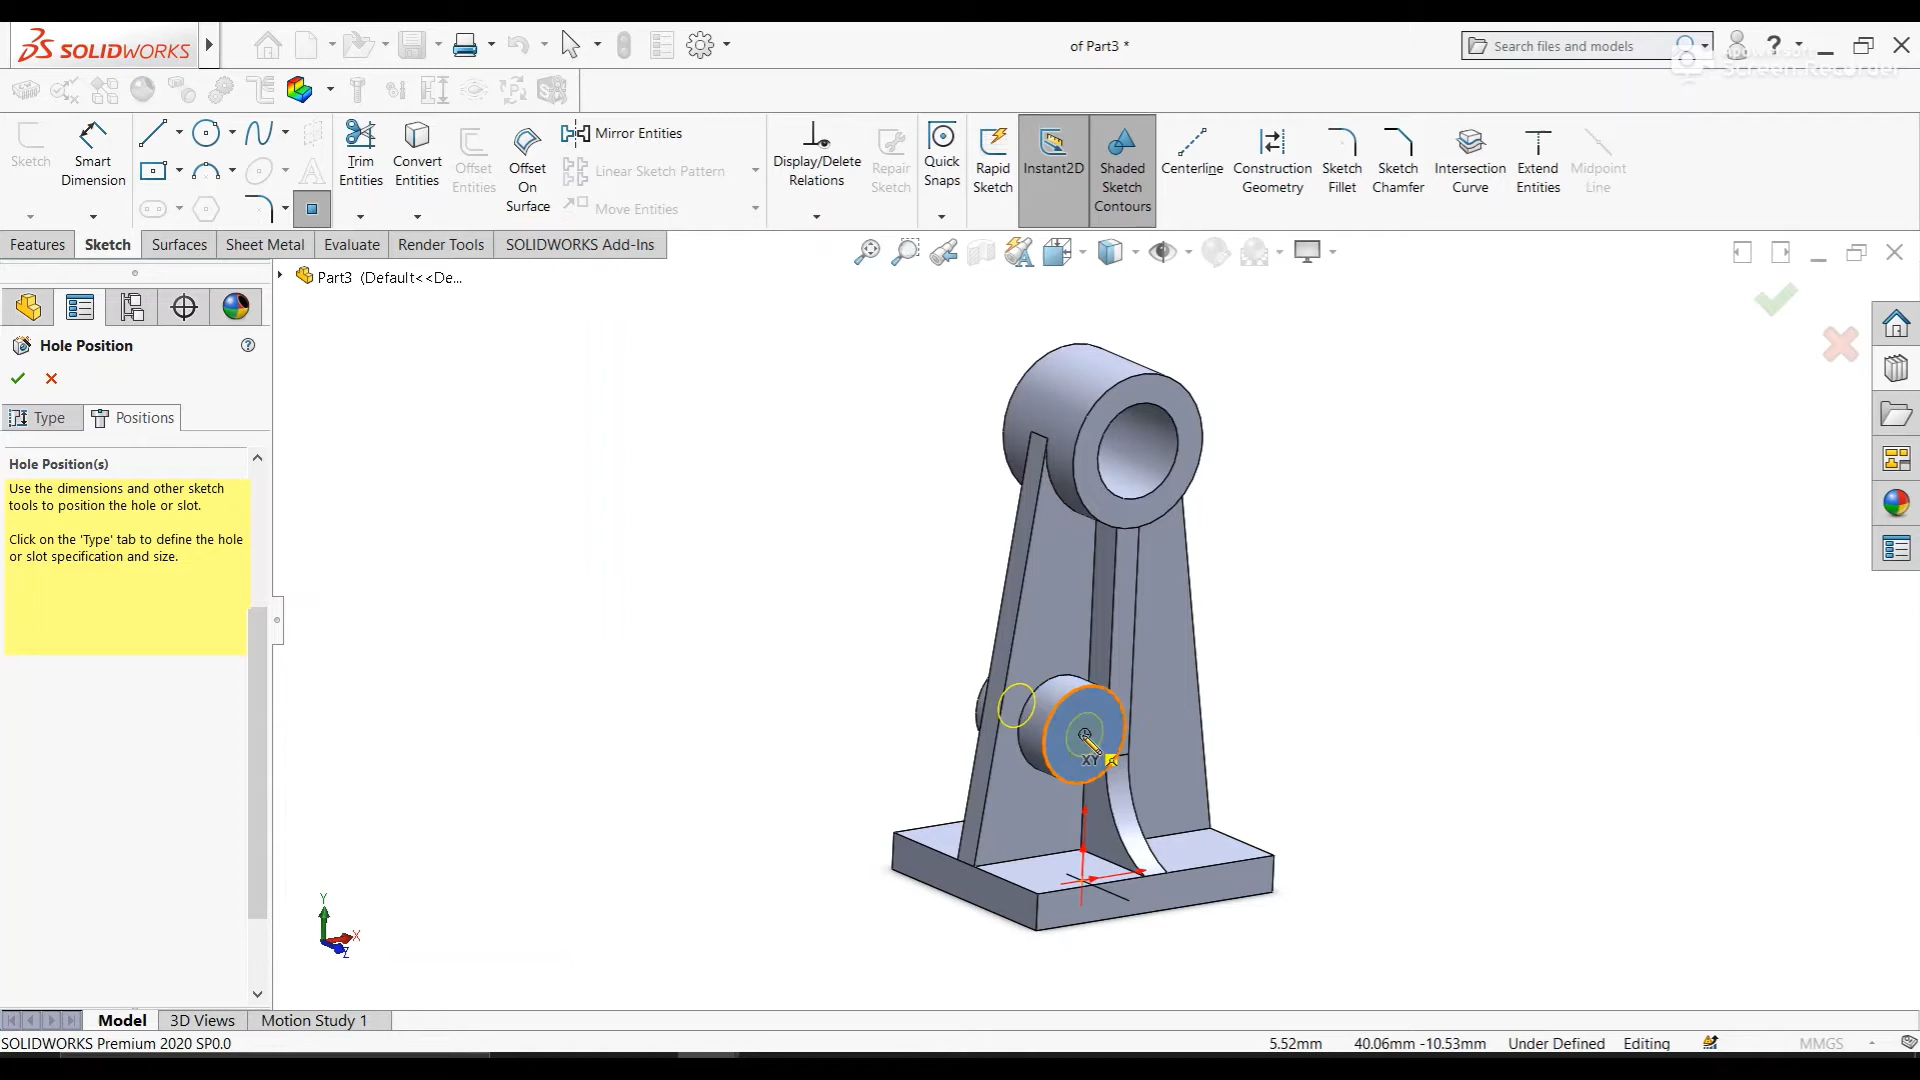 SOLIDWORKS
of Part3 *
Search files and models
Screen Recorder
Sketch
Smart
Dimension
Trim
Entities
Convert
Entities
Offset
Entities
Offset
On
Surface
Mirror Entities
Linear Sketch Pattern
Move Entities
Display/Delete
Relations
Repair
Sketch
Quick
Snaps
Rapid
Sketch
Instant2D
Shaded
Sketch
Contours
Centerline
Construction
Geometry
Sketch
Fillet
Sketch
Chamfer
Intersection
Curve
Extend
Entities
Midpoint
Line
Features
Sketch
Surfaces
Sheet Metal
Evaluate
Render Tools
SOLIDWORKS Add-Ins
Part3 (Default<<De...
Hole Position
Type
Positions
Hole Position(s)
Use the dimensions and other sketch
tools to position the hole or slot.
Click on the 'Type' tab to define the hole
or slot specification and size.
XY
Y
X
Z
Model
3D Views
Motion Study 1
SOLIDWORKS Premium 2020 SP0.0
5.52mm
40.06mm -10.53mm
Under Defined
Editing
MMGS